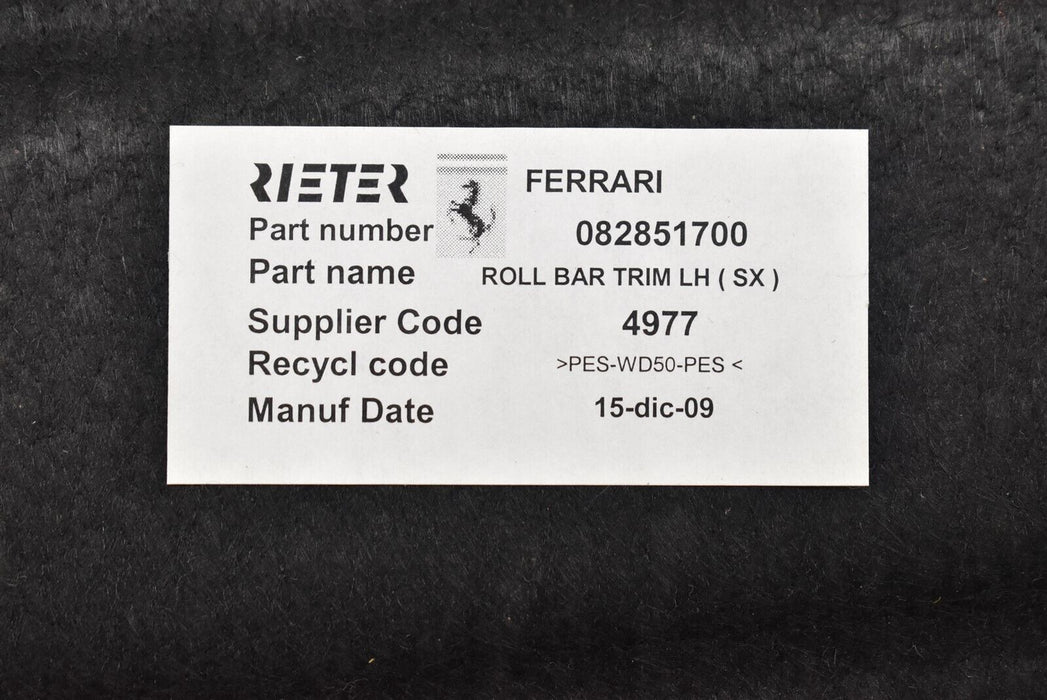 RIETER FERRARI
Part number 082851700
Part name ROLL BAR TRIM LH ( SX )
Supplier Code 4977
Recycl code >PES-WD50-PES <
Manuf Date 15-dic-09